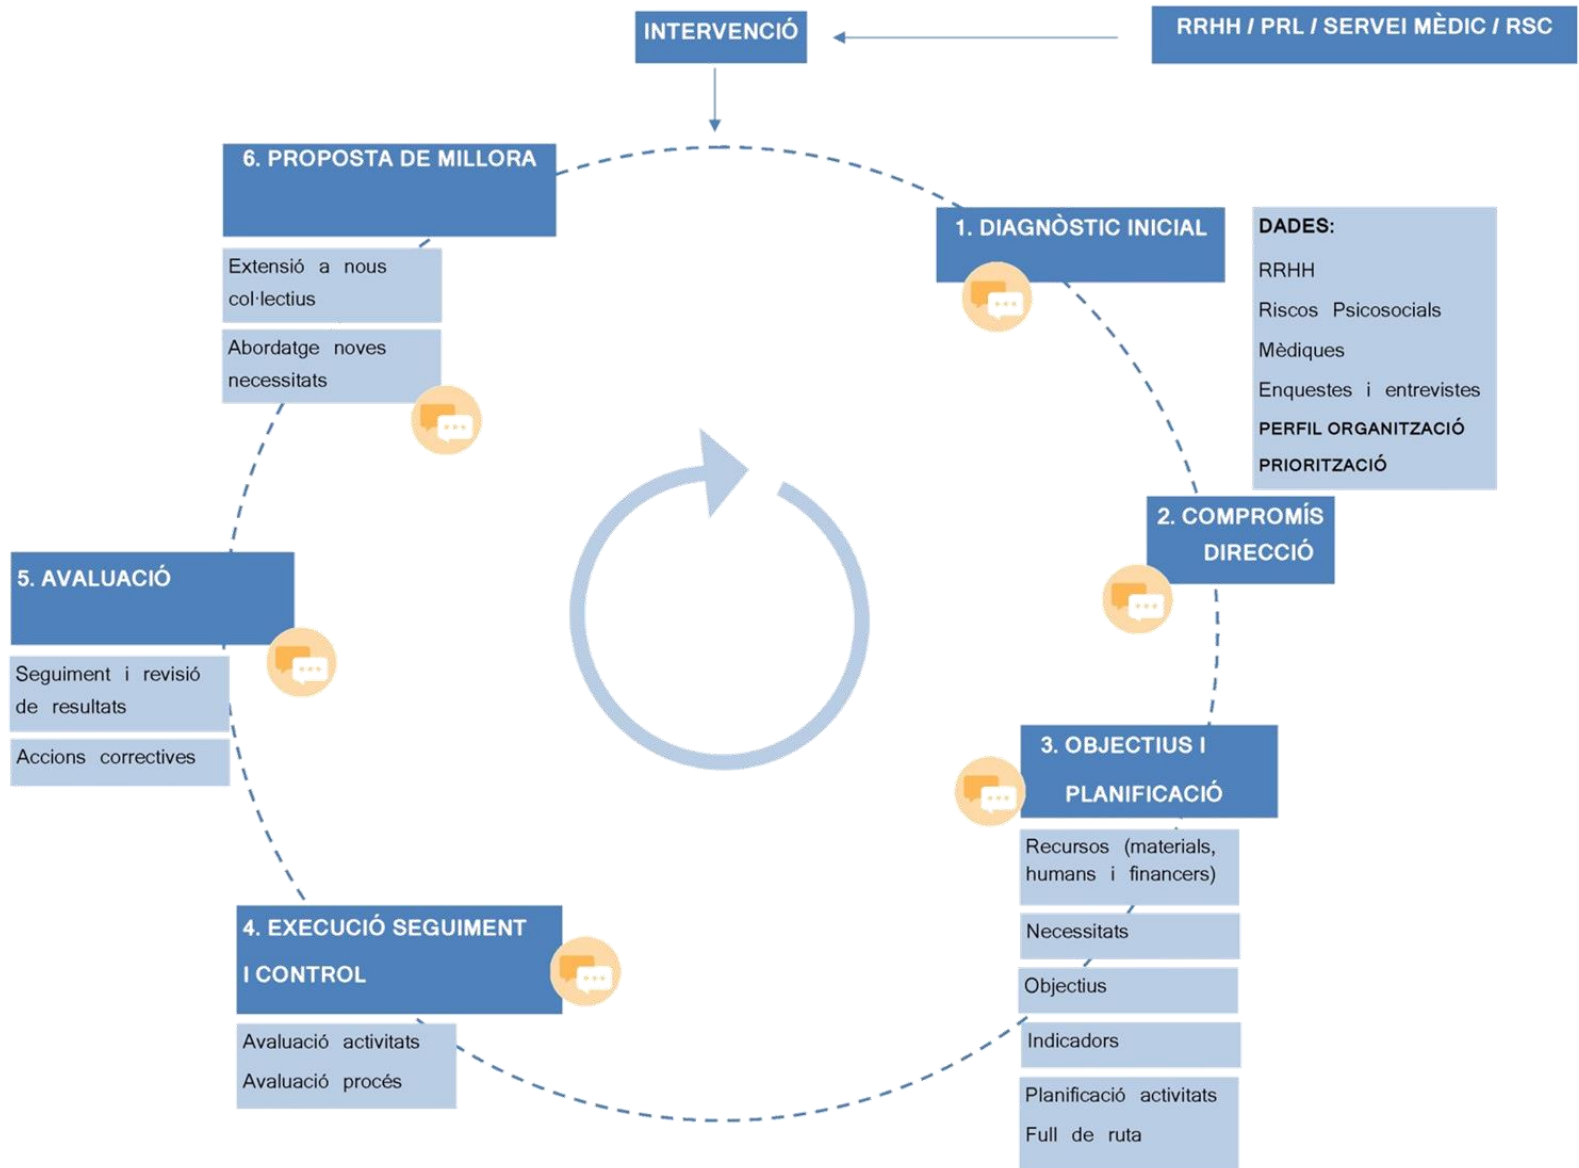 INTERVENCIÓ
RRHH / PRL / SERVEI MÈDIC / RSC
6. PROPOSTA DE MILLORA
Extensió a nous
col·lectius
Abordatge noves
necessitats
1. DIAGNÒSTIC INICIAL
DADES:
RRHH
Riscos Psicosocials
Mèdiques
Enquestes i entrevistes
PERFIL ORGANITZACIÓ
PRIORITZACIÓ
2. COMPROMÍS
DIRECCIÓ
3. OBJECTIUS I
PLANIFICACIÓ
Recursos (materials,
humans i financers)
Necessitats
Objectius
Indicadors
Planificació activitats
Full de ruta
4. EXECUCIÓ SEGUIMENT
I CONTROL
Avaluació activitats
Avaluació procés
5. AVALUACIÓ
Seguiment i revisió
de resultats
Accions correctives